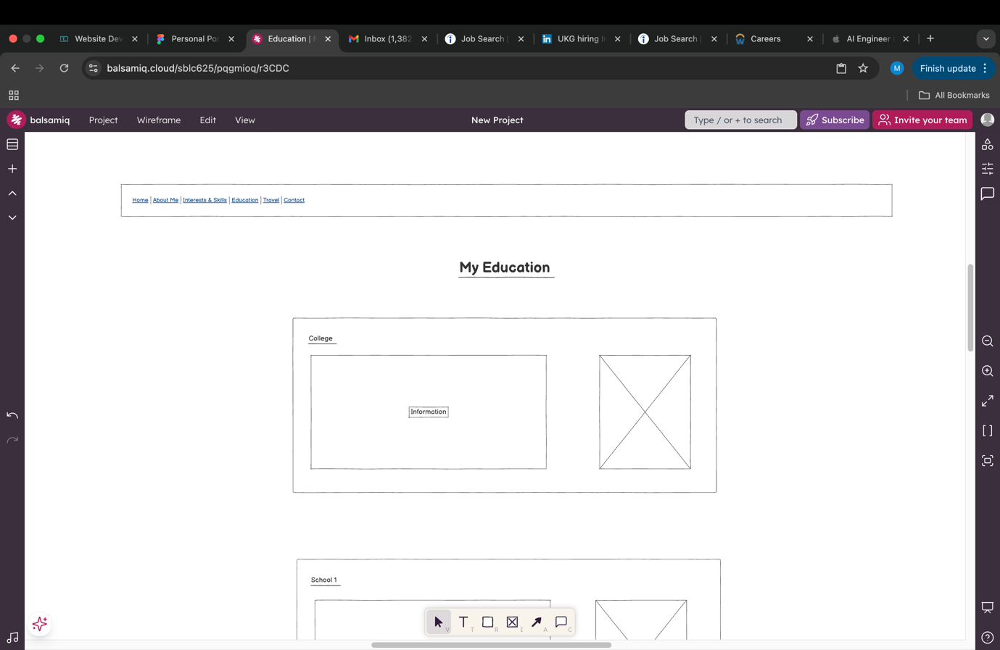 Website Dev
Personal Por
Education |
Inbox (1,382
Job Search |
UKG hiring I
Job Search |
Careers
AI Engineer
balsamiq.cloud/sblc625/pqgmioq/r3CDC
M
Finish update
All Bookmarks
balsamiq
Project
Wireframe
Edit
View
New Project
Type / or + to search
Subscribe
Invite your team
Home | About Me | Interests & Skills | Education | Travel | Contact
My Education
College
Information
School 1
V
T
R
I
A
C